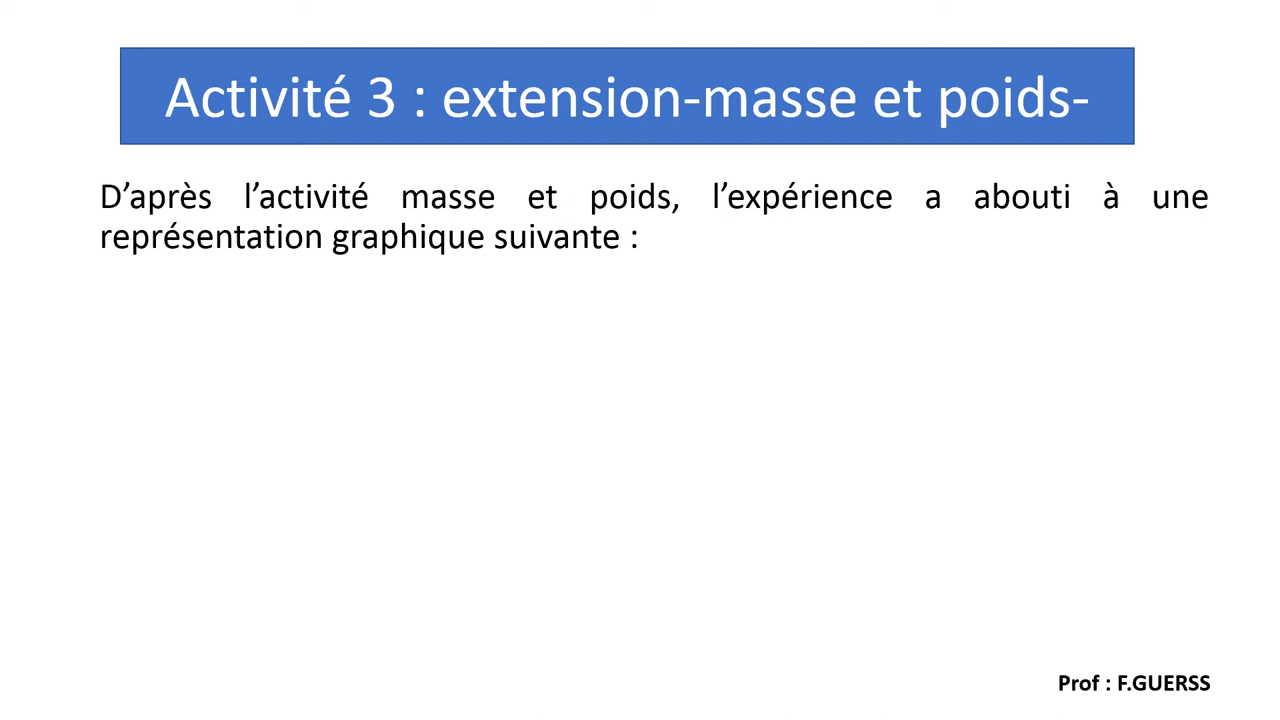 Activité 3 : extension-masse et poids-
D’après l’activité masse et poids, l’expérience a abouti à une
représentation graphique suivante :
Prof : F.GUERSS